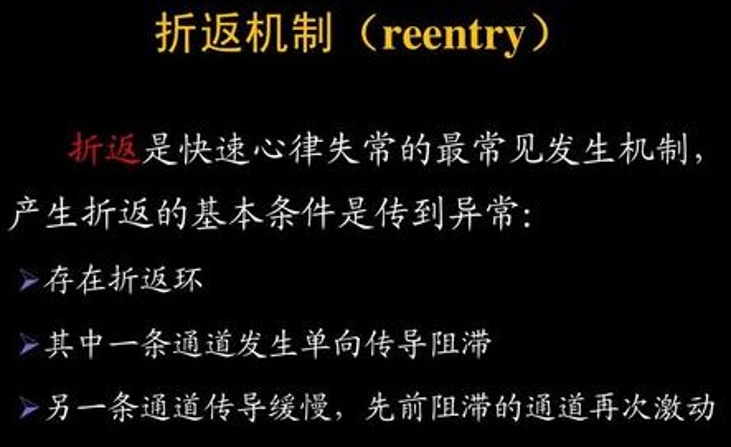 折返机制（reentry）
折返是快速心律失常的最常见发生机制，
产生折返的基本条件是传到异常：
➢存在折返环
➢其中一条通道发生单向传导阻滞
➢另一条通道传导缓慢，先前阻滞的通道再次激动